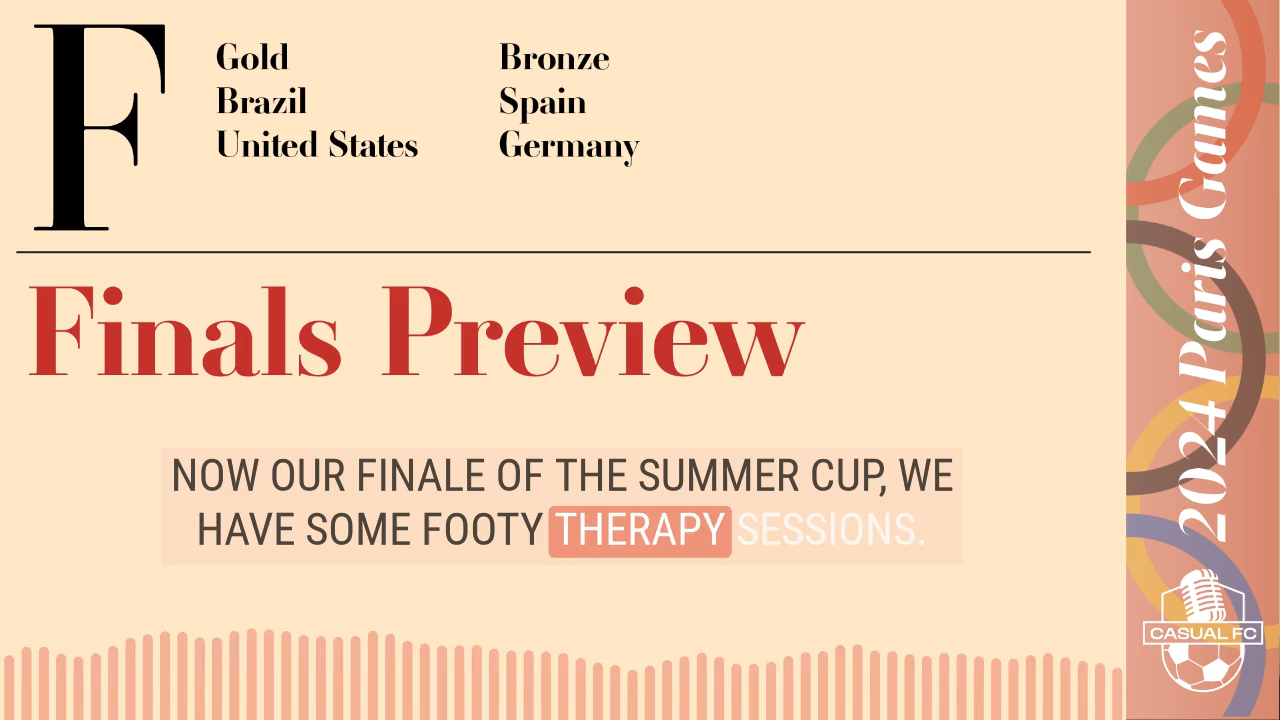 F
Gold
Brazil
United States
Bronze
Spain
Germany
Finals Preview
NOW OUR FINALE OF THE SUMMER CUP, WE
HAVE SOME FOOTY THERAPY SESSIONS.
2024 Paris Games
CASUAL FC